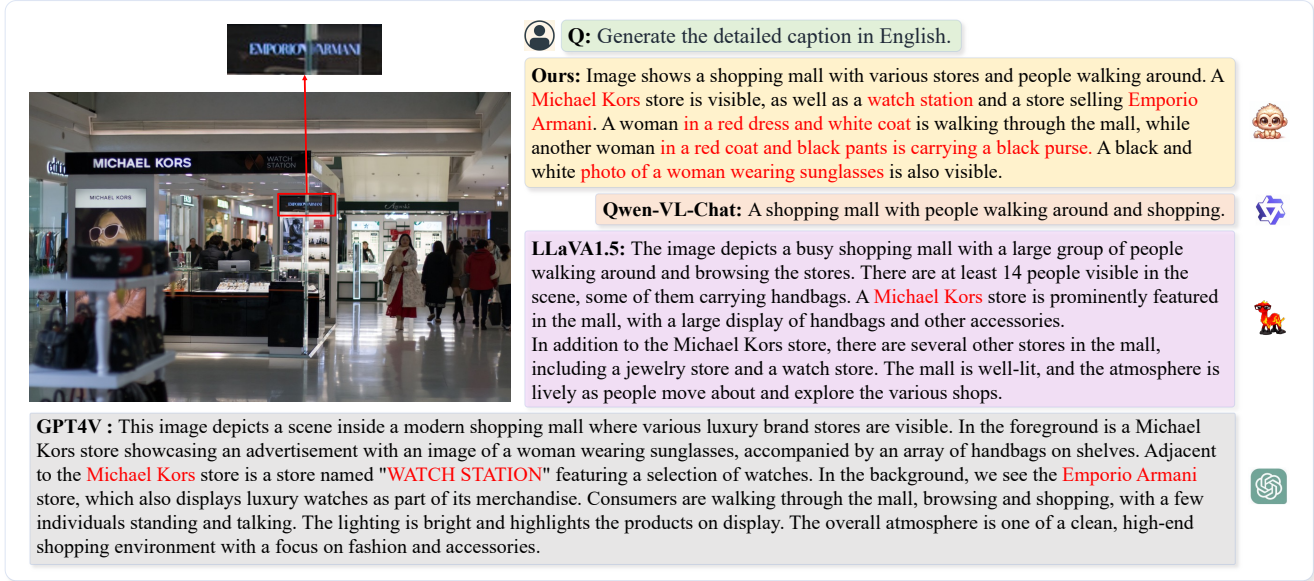 EMPORIO ARMANI
MICHAEL KORS
WATCH
STATION
MICHAEL KORS
EMPORIO ARMANI
Q: Generate the detailed caption in English.
Ours: Image shows a shopping mall with various stores and people walking around. A
Michael Kors store is visible, as well as a watch station and a store selling Emporio
Armani. A woman in a red dress and white coat is walking through the mall, while
another woman in a red coat and black pants is carrying a black purse. A black and
white photo of a woman wearing sunglasses is also visible.
Qwen-VL-Chat: A shopping mall with people walking around and shopping.
LLaVA1.5: The image depicts a busy shopping mall with a large group of people
walking around and browsing the stores. There are at least 14 people visible in the
scene, some of them carrying handbags. A Michael Kors store is prominently featured
in the mall, with a large display of handbags and other accessories.
In addition to the Michael Kors store, there are several other stores in the mall,
including a jewelry store and a watch store. The mall is well-lit, and the atmosphere is
lively as people move about and explore the various shops.
GPT4V : This image depicts a scene inside a modern shopping mall where various luxury brand stores are visible. In the foreground is a Michael
Kors store showcasing an advertisement with an image of a woman wearing sunglasses, accompanied by an array of handbags on shelves. Adjacent
to the Michael Kors store is a store named "WATCH STATION" featuring a selection of watches. In the background, we see the Emporio Armani
store, which also displays luxury watches as part of its merchandise. Consumers are walking through the mall, browsing and shopping, with a few
individuals standing and talking. The lighting is bright and highlights the products on display. The overall atmosphere is one of a clean, high-end
shopping environment with a focus on fashion and accessories.